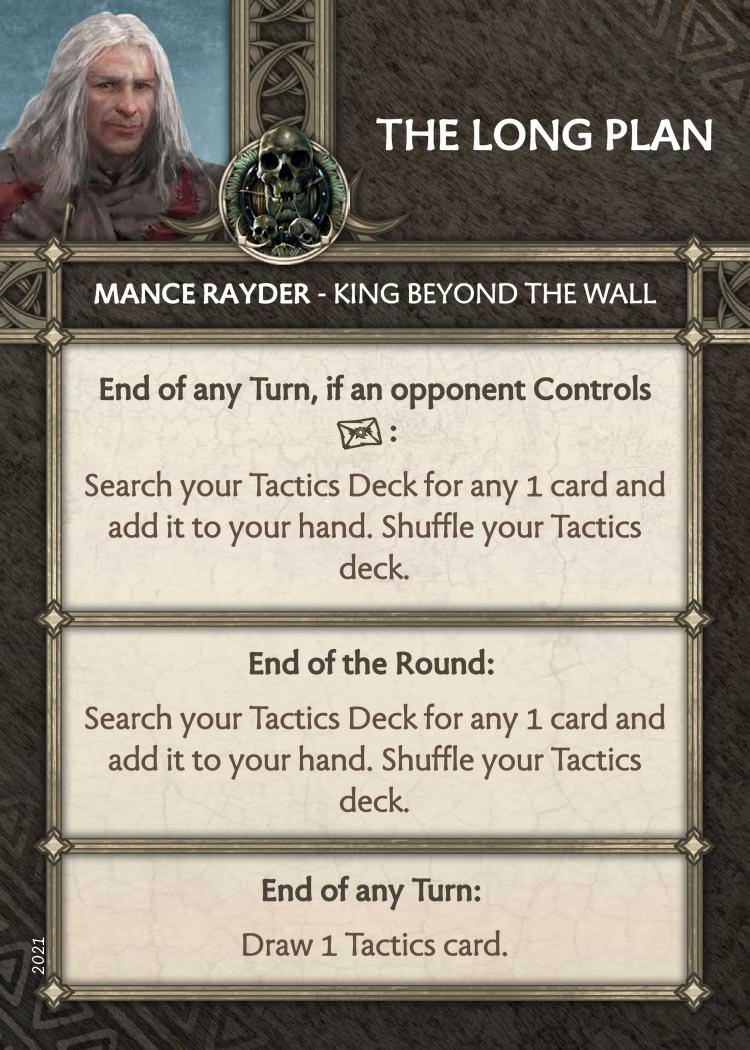 THE LONG PLAN
MANCE RAYDER - KING BEYOND THE WALL
End of any Turn, if an opponent Controls
:
Search your Tactics Deck for any 1 card and
add it to your hand. Shuffle your Tactics
deck.
End of the Round:
Search your Tactics Deck for any 1 card and
add it to your hand. Shuffle your Tactics
deck.
End of any Turn:
Draw 1 Tactics card.
2021